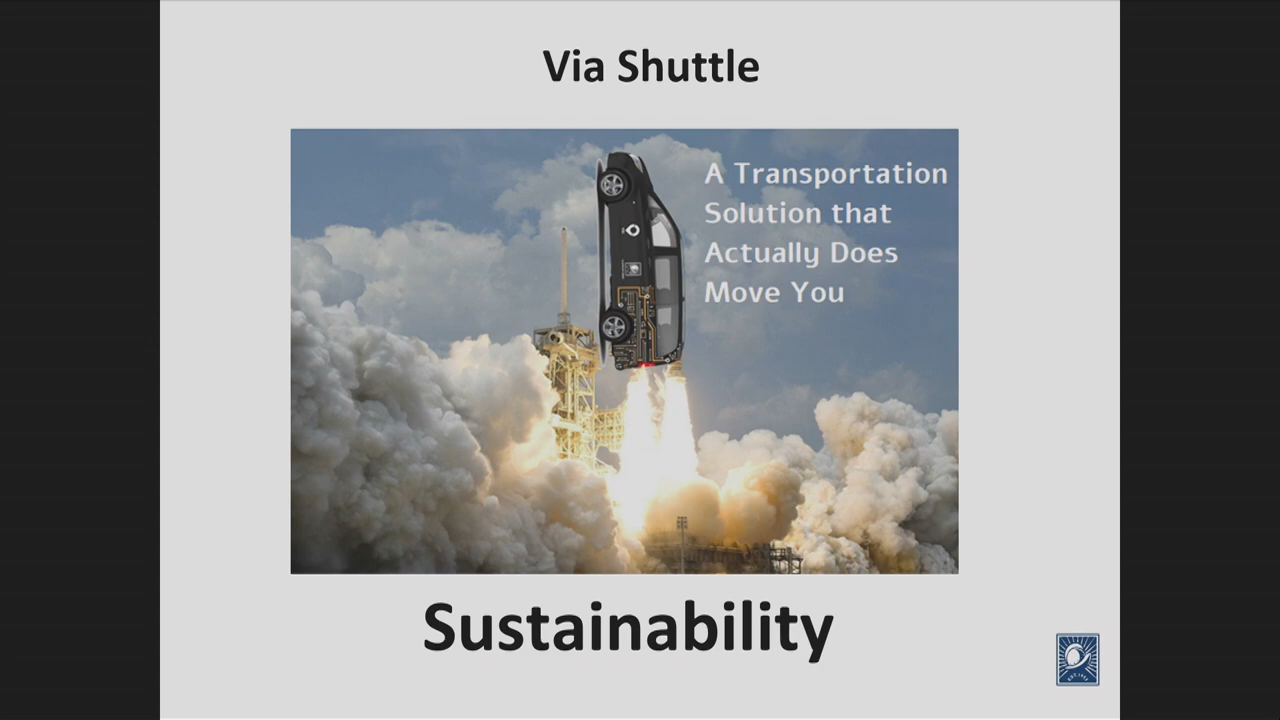 Via Shuttle
A Transportation
Solution that
Actually Does
Move You
Sustainability